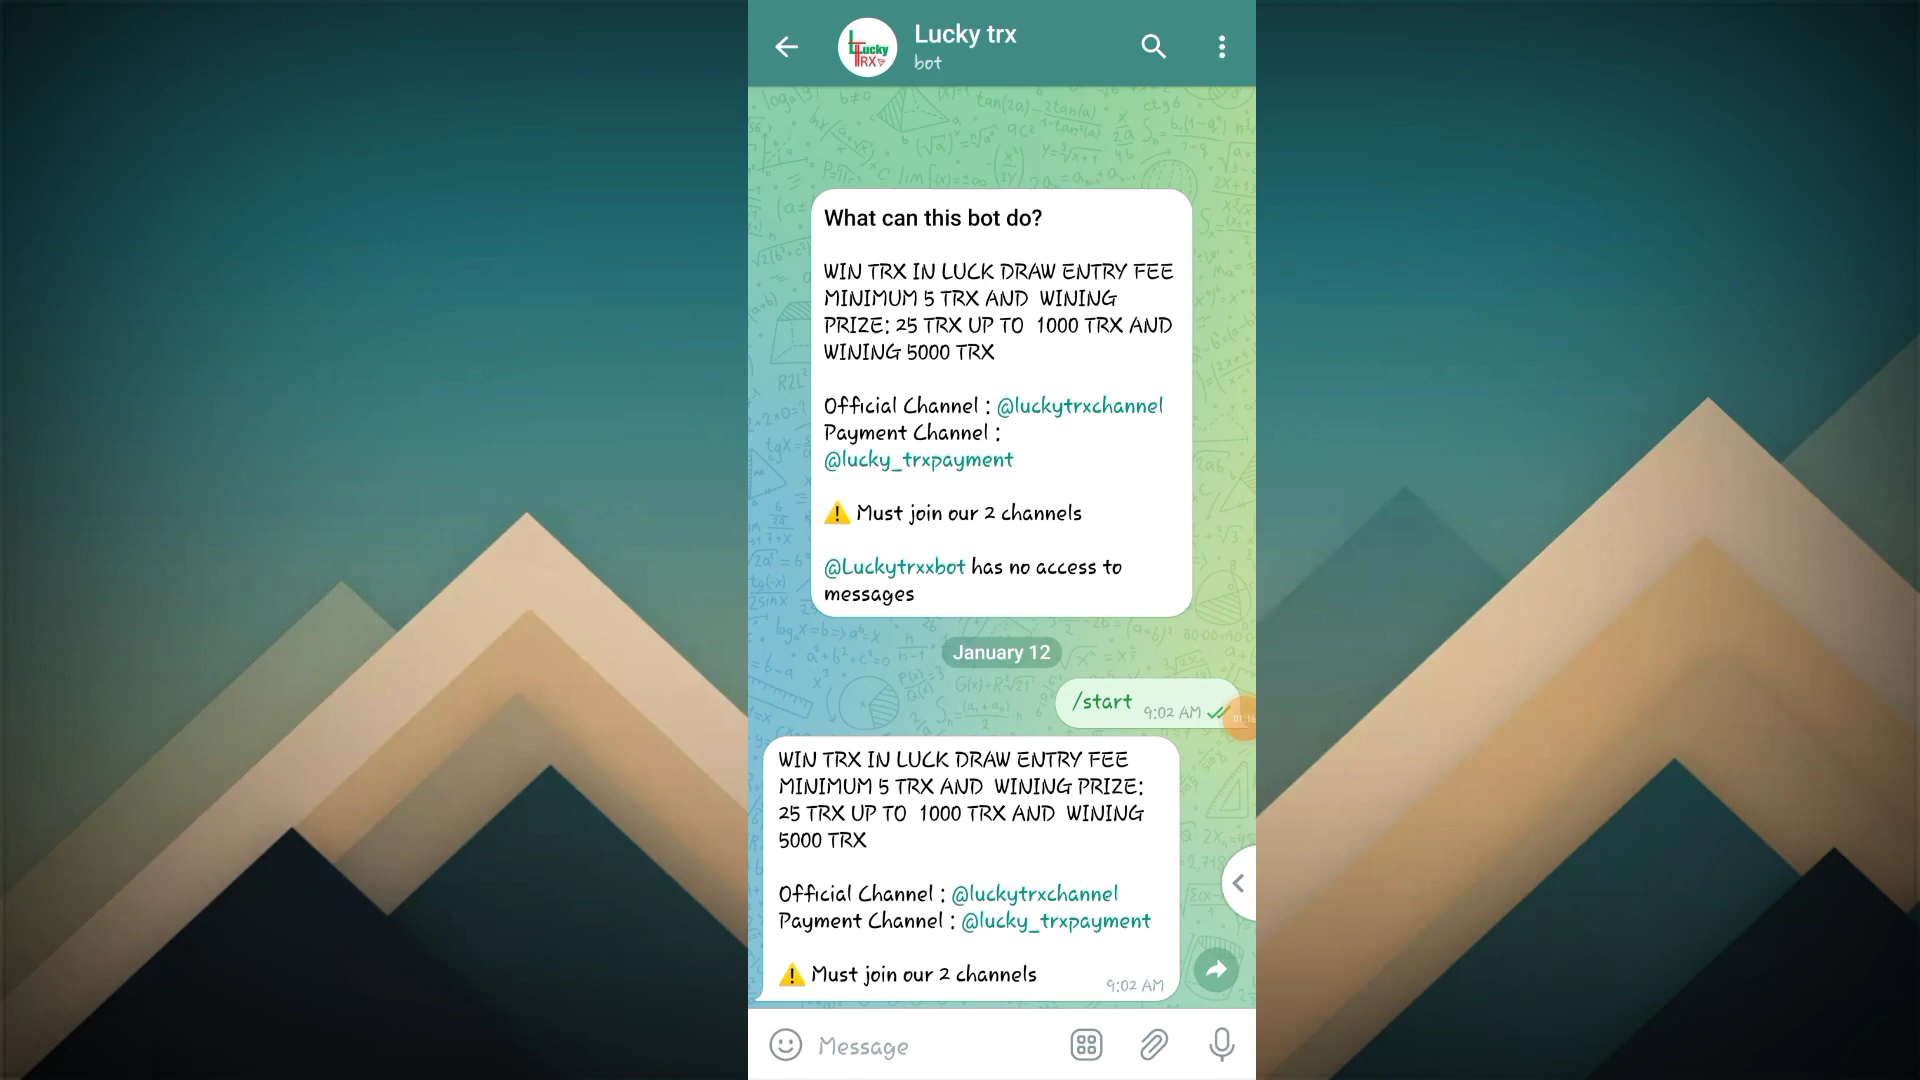 Lucky trx
bot
Lucky
TRX
What can this bot do?
WIN TRX IN LUCK DRAW ENTRY FEE
MINIMUM 5 TRX AND  WINING
PRIZE: 25 TRX UP TO  1000 TRX AND
WINING 5000 TRX
Official Channel : @luckytrxchannel
Payment Channel :
@lucky_trxpayment
⚠️ Must join our 2 channels
@Luckytrxxbot has no access to
messages
January 12
/start 9:02 AM
01:16
WIN TRX IN LUCK DRAW ENTRY FEE
MINIMUM 5 TRX AND  WINING PRIZE:
25 TRX UP TO  1000 TRX AND  WINING
5000 TRX
Official Channel : @luckytrxchannel
Payment Channel : @lucky_trxpayment
⚠️ Must join our 2 channels
9:02 AM
Message